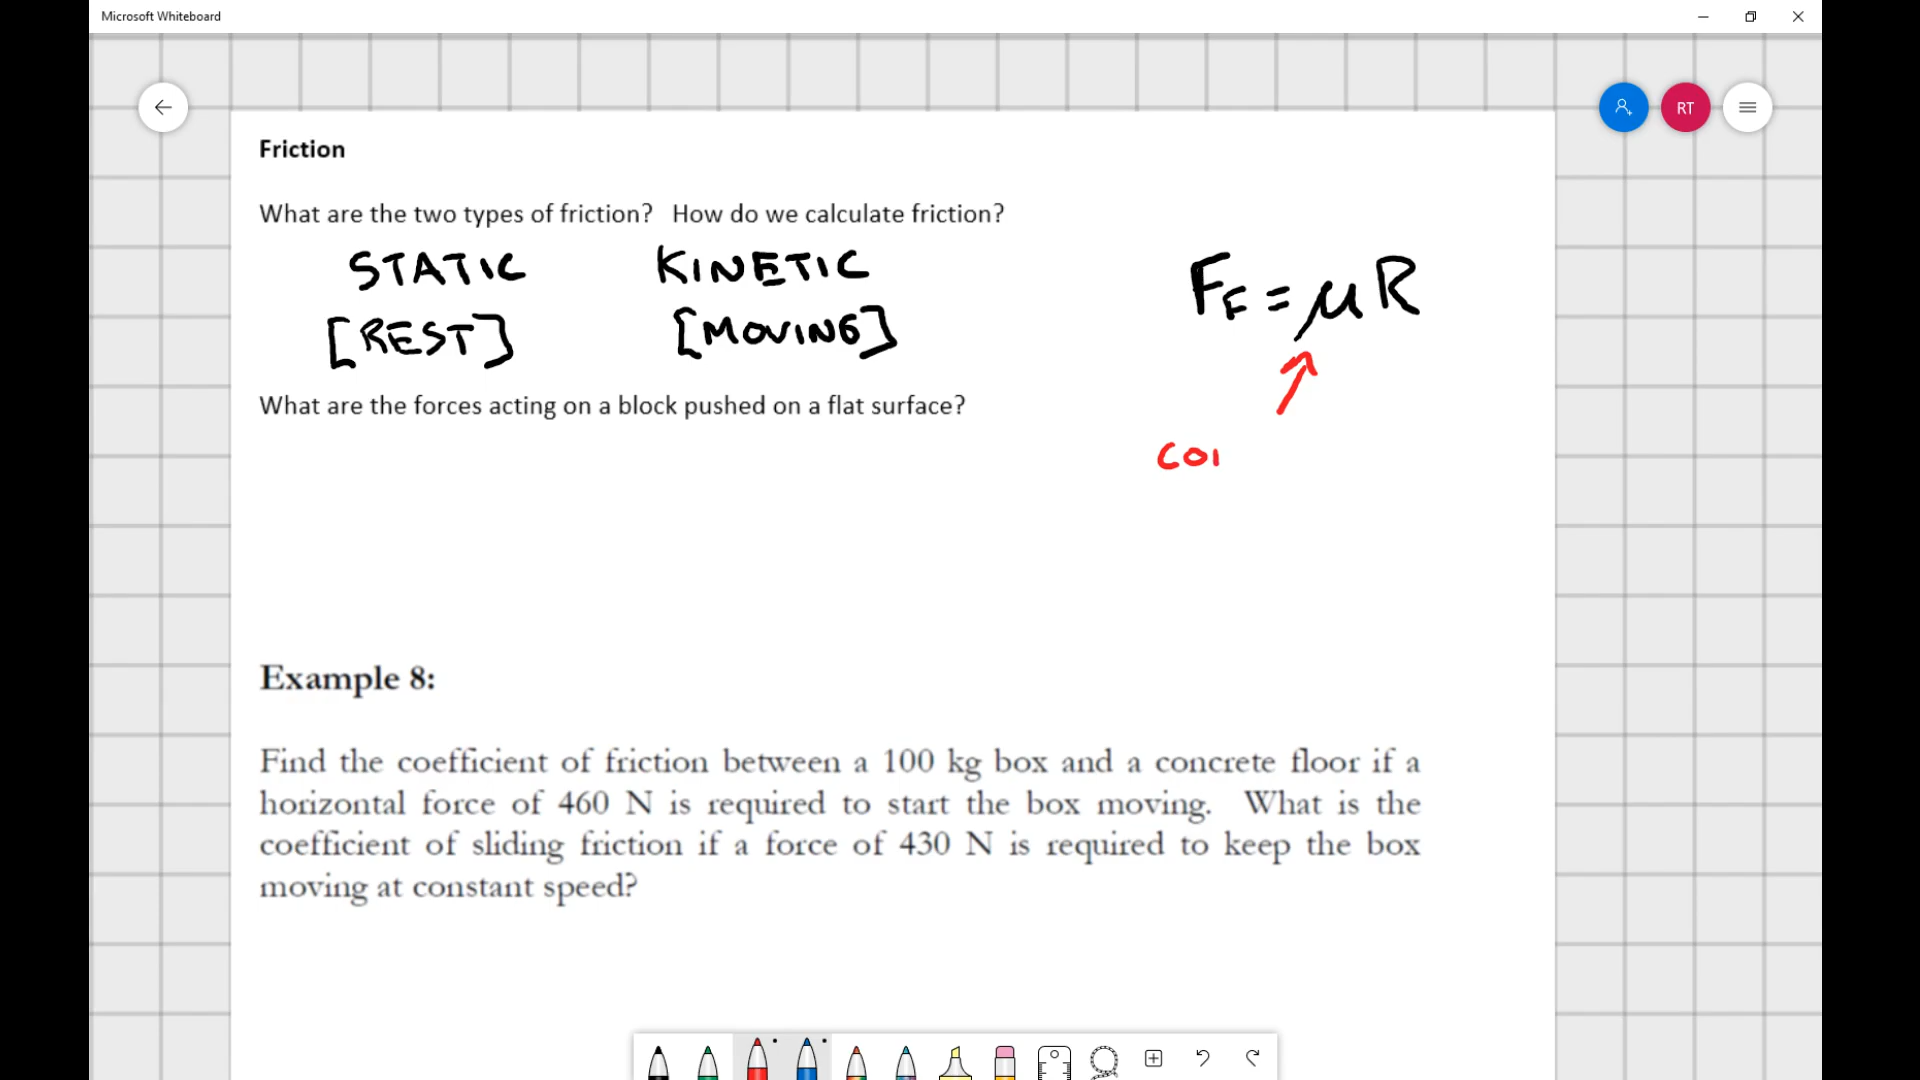 Microsoft Whiteboard
RT
Friction
What are the two types of friction? How do we calculate friction?
STATIC KINETIC
[REST] [MOVING]
F_F = μR
What are the forces acting on a block pushed on a flat surface?
COI
Example 8:
Find the coefficient of friction between a 100 kg box and a concrete floor if a
horizontal force of 460 N is required to start the box moving. What is the
coefficient of sliding friction if a force of 430 N is required to keep the box
moving at constant speed?